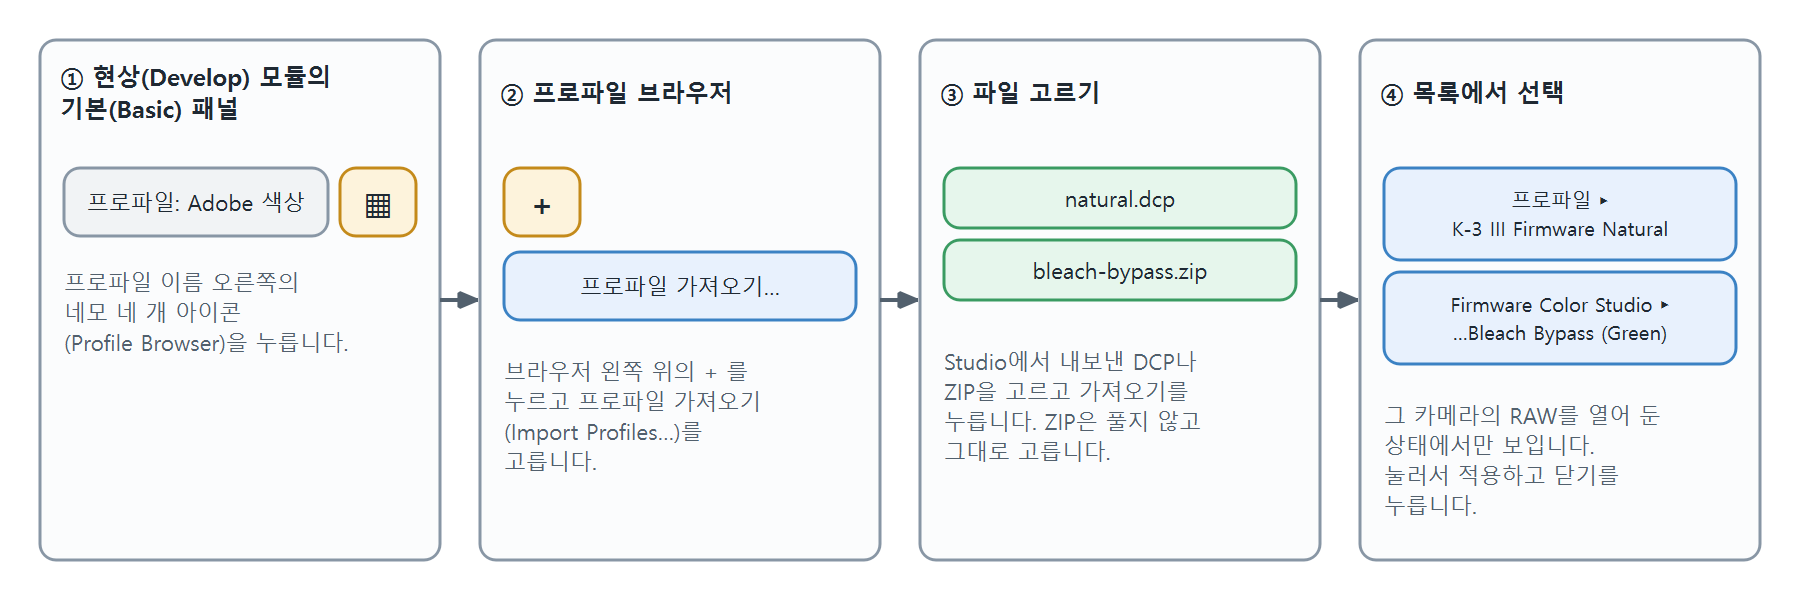 ① 현상(Develop) 모듈의
기본(Basic) 패널
프로파일: Adobe 색상
▦
프로파일 이름 오른쪽의
네모 네 개 아이콘
(Profile Browser)을 누릅니다.
② 프로파일 브라우저
+
프로파일 가져오기...
브라우저 왼쪽 위의 + 를
누르고 프로파일 가져오기
(Import Profiles...)를
고릅니다.
③ 파일 고르기
natural.dcp
bleach-bypass.zip
Studio에서 내보낸 DCP나
ZIP을 고르고 가져오기를
누릅니다. ZIP은 풀지 않고
그대로 고릅니다.
④ 목록에서 선택
프로파일 ▸
K-3 III Firmware Natural
Firmware Color Studio ▸
...Bleach Bypass (Green)
그 카메라의 RAW를 열어 둔
상태에서만 보입니다.
눌러서 적용하고 닫기를
누릅니다.